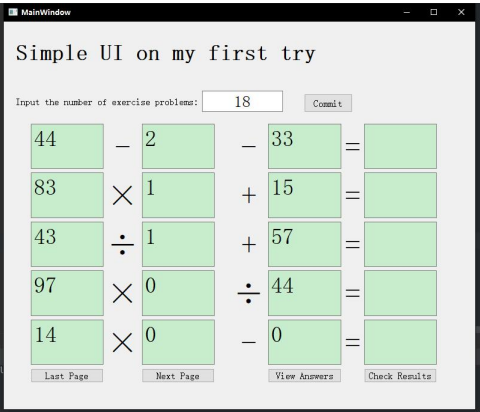 MainWindow
Simple UI on my first try
Input the number of exercise problems: 18 Commit
44 － 2 － 33 =
83 × 1 + 15 =
43 ÷ 1 + 57 =
97 × 0 ÷ 44 =
14 × 0 － 0 =
Last Page Next Page View Answers Check Results